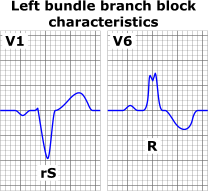 Left bundle branch block
characteristics
V1
V6
rS
R